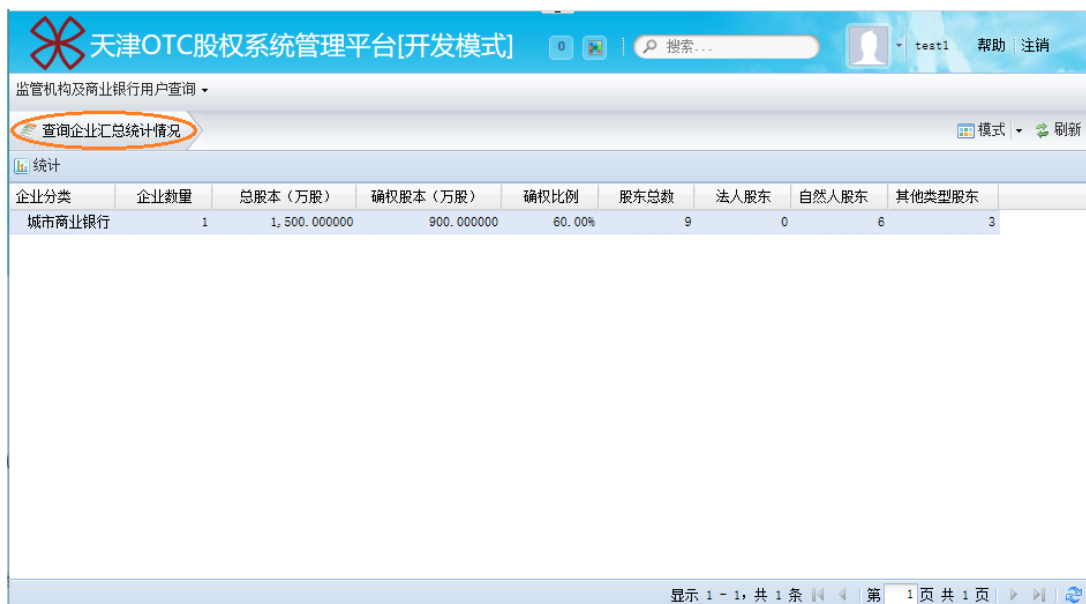 天津OTC股权系统管理平台[开发模式] 0 搜索... test1 帮助 注销
监管机构及商业银行用户查询
查询企业汇总统计情况 模式 刷新
统计
企业分类 企业数量 总股本（万股） 确权股本（万股） 确权比例 股东总数 法人股东 自然人股东 其他类型股东
城市商业银行 1 1,500.000000 900.000000 60.00% 9 0 6 3
显示 1 - 1，共 1 条 第 1 页 共 1 页